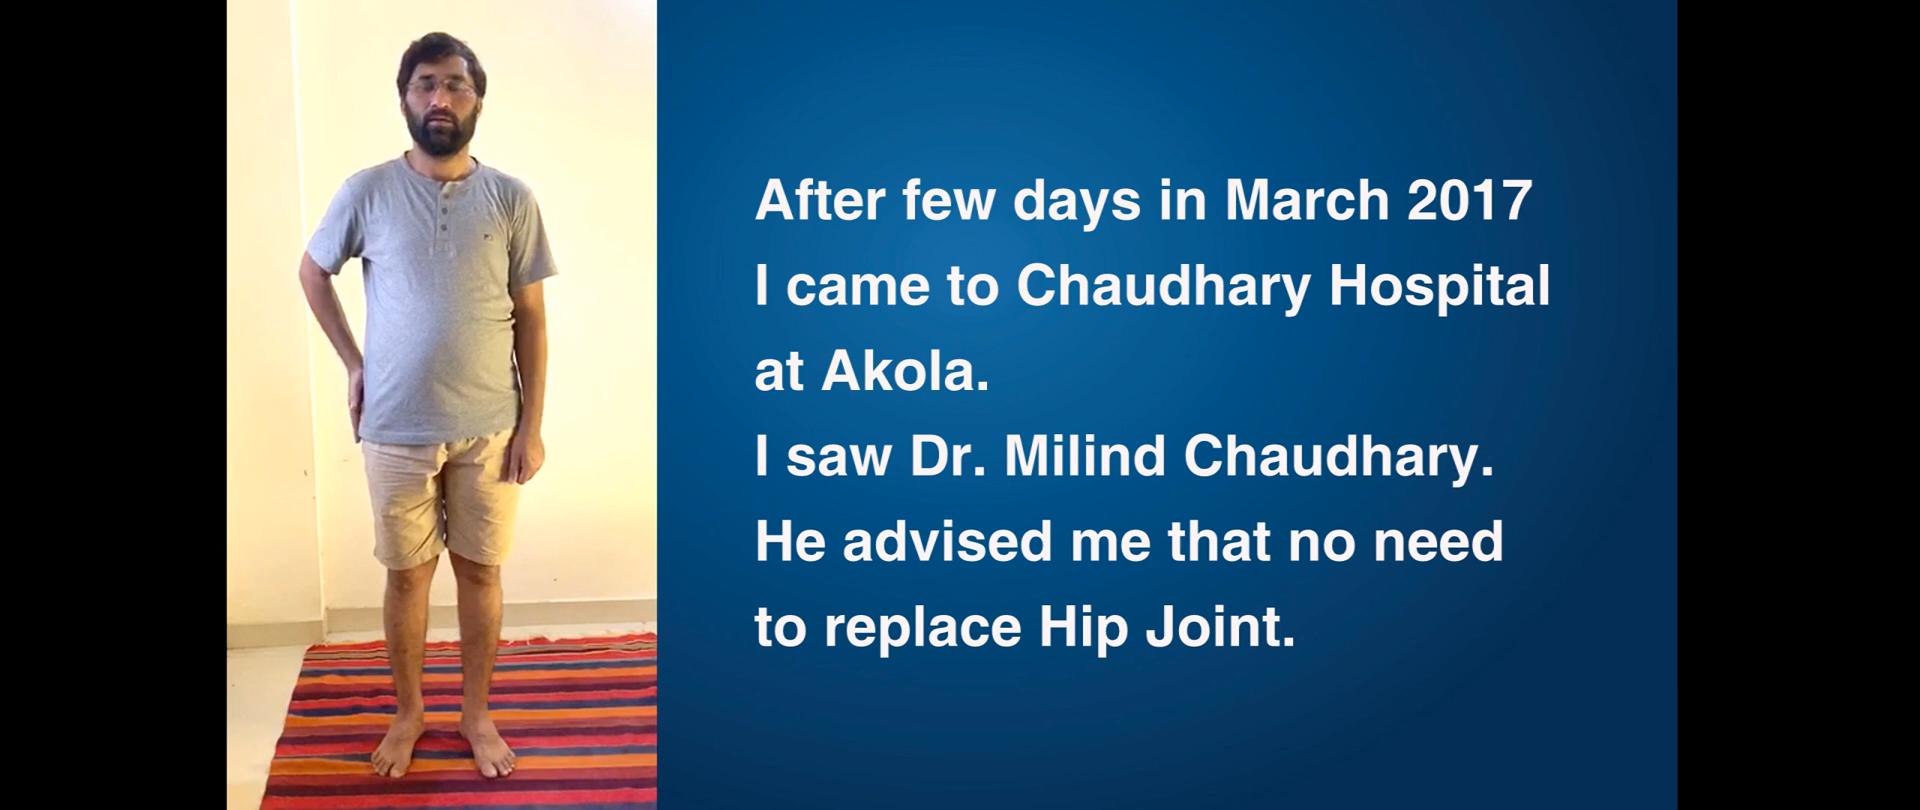 After few days in March 2017
I came to Chaudhary Hospital
at Akola.
I saw Dr. Milind Chaudhary.
He advised me that no need
to replace Hip Joint.